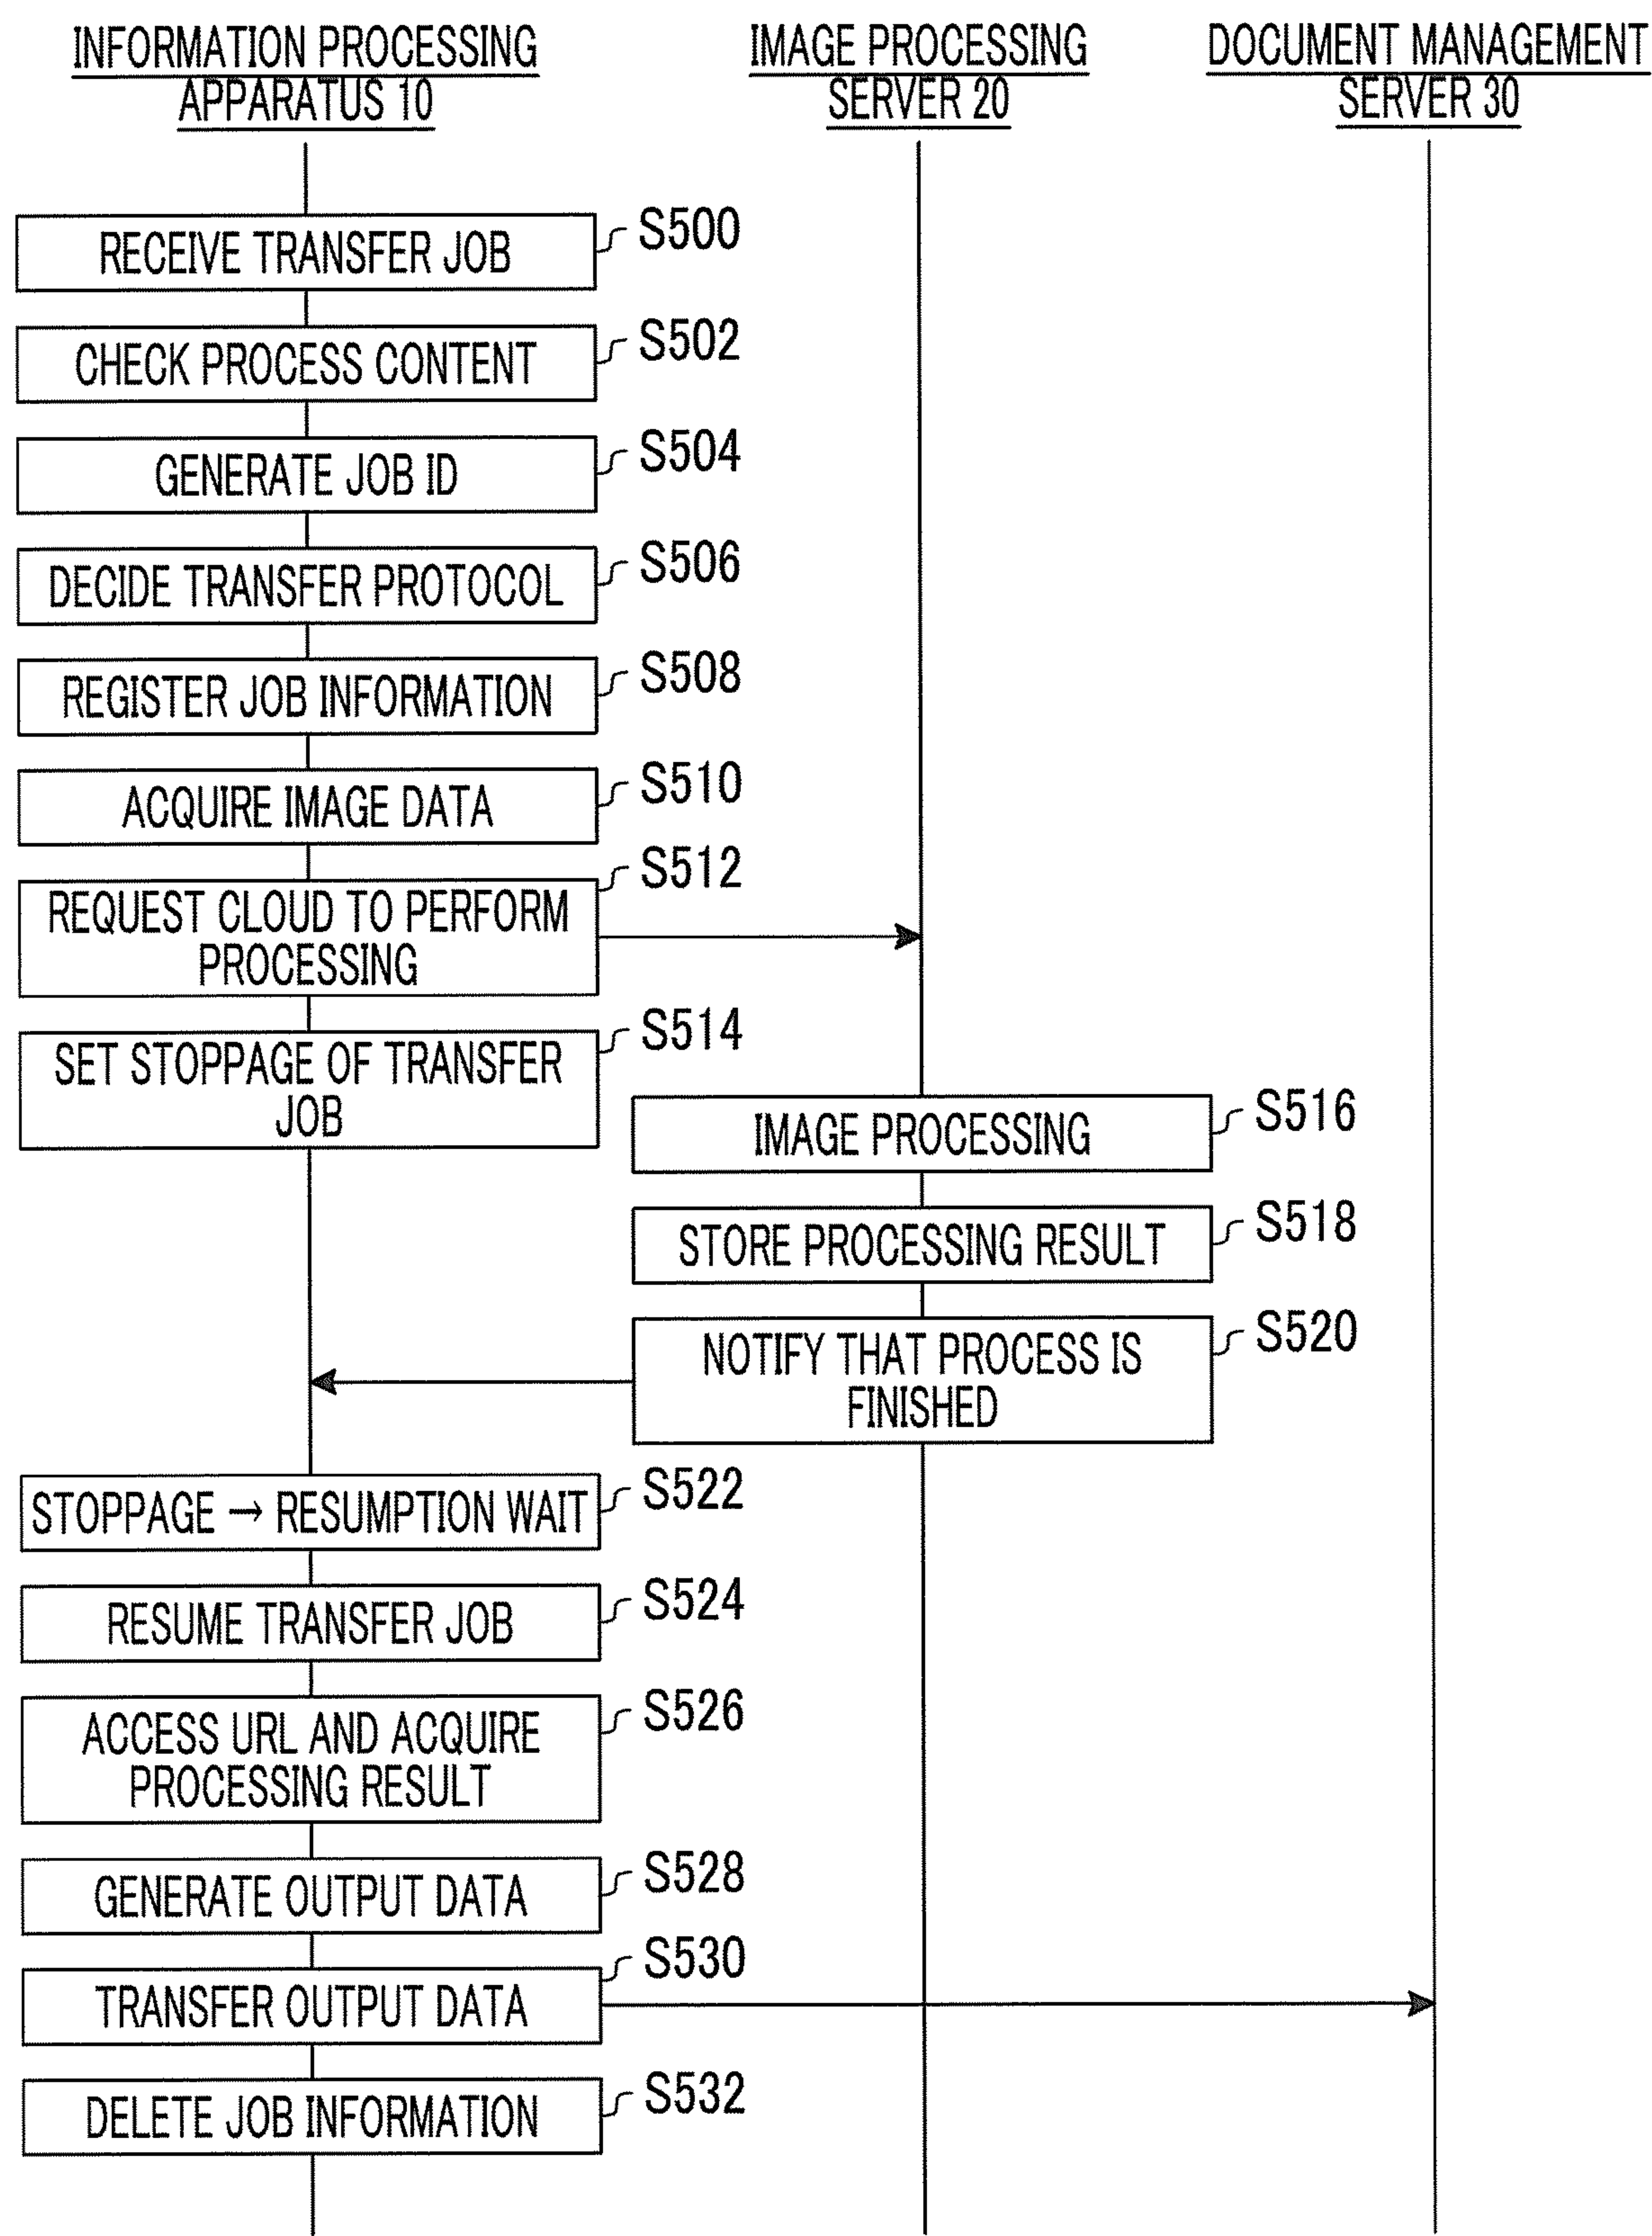 INFORMATION PROCESSING
APPARATUS 10
IMAGE PROCESSING
SERVER 20
DOCUMENT MANAGEMENT
SERVER 30
RECEIVE TRANSFER JOB
S500
CHECK PROCESS CONTENT
S502
GENERATE JOB ID
S504
DECIDE TRANSFER PROTOCOL
S506
REGISTER JOB INFORMATION
S508
ACQUIRE IMAGE DATA
S510
REQUEST CLOUD TO PERFORM
PROCESSING
S512
SET STOPPAGE OF TRANSFER
JOB
S514
IMAGE PROCESSING
S516
STORE PROCESSING RESULT
S518
NOTIFY THAT PROCESS IS
FINISHED
S520
STOPPAGE → RESUMPTION WAIT
S522
RESUME TRANSFER JOB
S524
ACCESS URL AND ACQUIRE
PROCESSING RESULT
S526
GENERATE OUTPUT DATA
S528
TRANSFER OUTPUT DATA
S530
DELETE JOB INFORMATION
S532